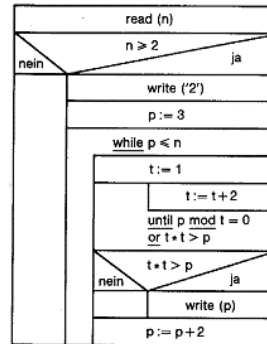 read (n)
n ⩾ 2
nein ja
write ('2')
p := 3
while p ⩽ n
t := 1
t := t+2
until p mod t = 0
or t*t > p
t*t > p
nein ja
write (p)
p := p+2